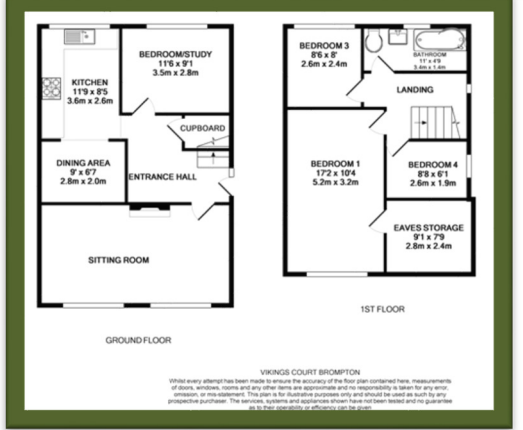 BEDROOM/STUDY
11'6 x 9'1
3.5m x 2.8m
KITCHEN
11'9 x 8'5
3.6m x 2.6m
CUPBOARD
DINING AREA
9' x 6'7
2.8m x 2.0m
ENTRANCE HALL
SITTING ROOM
GROUND FLOOR
BEDROOM 3
8'6 x 8'
2.6m x 2.4m
BATHROOM
11' x 4'9
3.4m x 1.4m
LANDING
BEDROOM 1
17'2 x 10'4
5.2m x 3.2m
BEDROOM 4
8'8 x 6'1
2.6m x 1.9m
EAVES STORAGE
9'1 x 7'9
2.8m x 2.4m
1ST FLOOR
VIKINGS COURT BROMPTON
Whilst every attempt has been made to ensure the accuracy of the floor plan contained here, measurements
of doors, windows, rooms and any other items are approximate and no responsibility is taken for any error,
omission, or mis-statement. This plan is for illustrative purposes only and should be used as such by any
prospective purchaser. The services, systems and appliances shown have not been tested and no guarantee
as to their operability or efficiency can be given